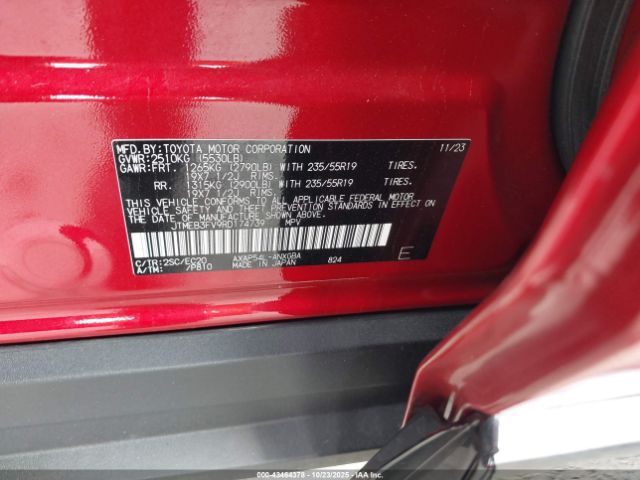 MFD.BY:TOYOTA MOTOR CORPORATION 11/23
GVWR:2510KG (5530LB)
GAWR:FRT. 1265KG (2790LB) WITH 235/55R19 TIRES.
19X7 1/2J RIMS.
RR. 1315KG (2900LB) WITH 235/55R19 TIRES.
19X7 1/2J RIMS.
THIS VEHICLE CONFORMS TO ALL APPLICABLE FEDERAL MOTOR
VEHICLE SAFETY AND THEFT PREVENTION STANDARDS IN EFFECT
ON THE DATE OF MANUFACTURE SHOWN ABOVE.
JTMEB3FV9RD174739 MPV
C/TR:2SC/EC20 AXAP54L-ANXGBA 824 E
A/TM: /P810 MADE IN JAPAN
000-43464378 - 10/23/2025 - IAA Inc.